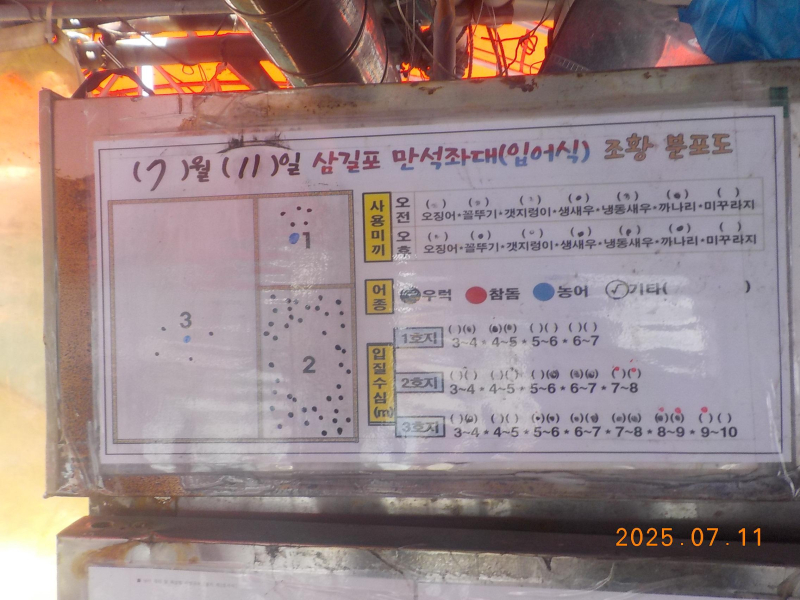 (7)월(11)일 삼길포 만석좌대(입어식) 조황 분포도
1
2
3
사용미끼
오전
오징어•꼴뚜기•갯지렁이•생새우•냉동새우•까나리•미꾸라지
오후
오징어•꼴뚜기•갯지렁이•생새우•냉동새우•까나리•미꾸라지
어종
우럭 참돔 농어 기타( )
입질수심(m)
1호지
3~4 • 4~5 • 5~6 • 6~7
2호지
3~4 • 4~5 • 5~6 • 6~7 • 7~8
3호지
3~4 • 4~5 • 5~6 • 6~7 • 7~8 • 8~9 • 9~10
2025.07.11